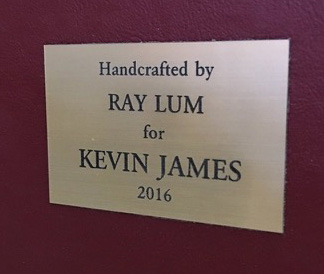 Handcrafted by
RAY LUM
for
KEVIN JAMES
2016